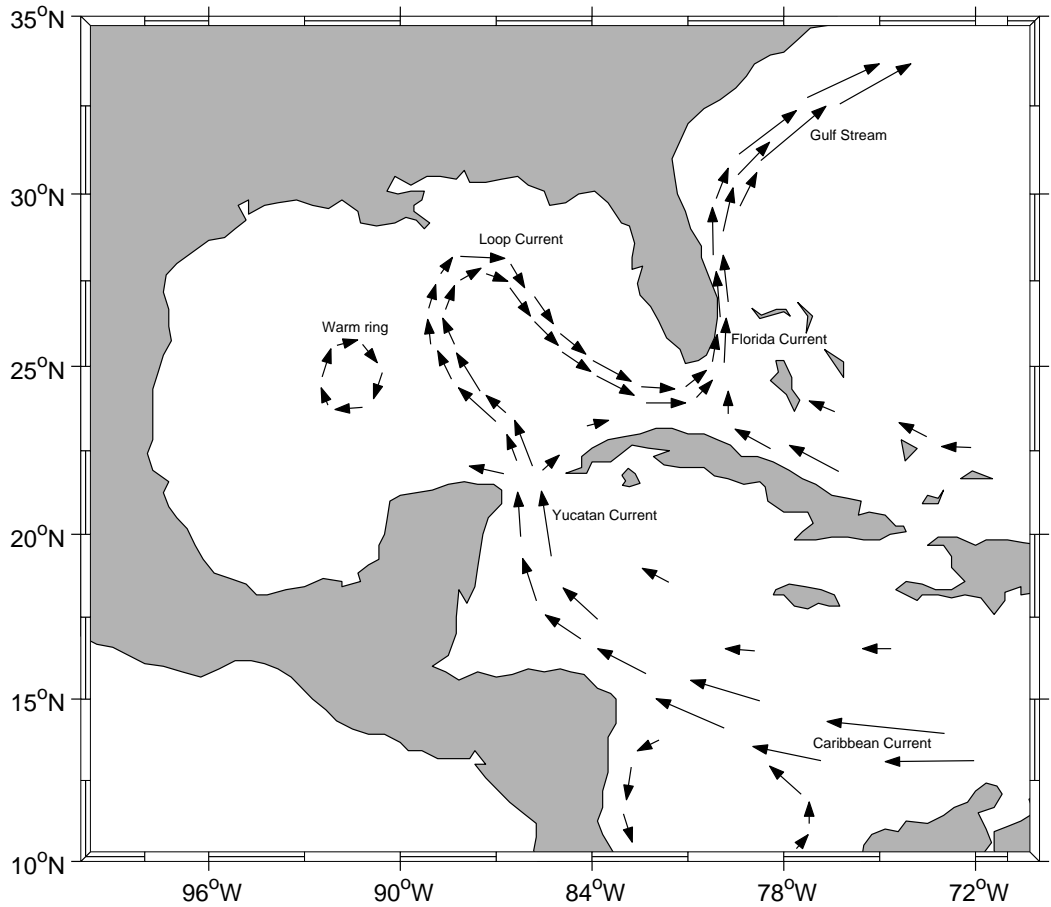 35°N
Gulf Stream
30°N
Loop Current
Warm ring
Florida Current
25°N
Yucatan Current
20°N
15°N
Caribbean Current
10°N
96°W 90°W 84°W 78°W 72°W